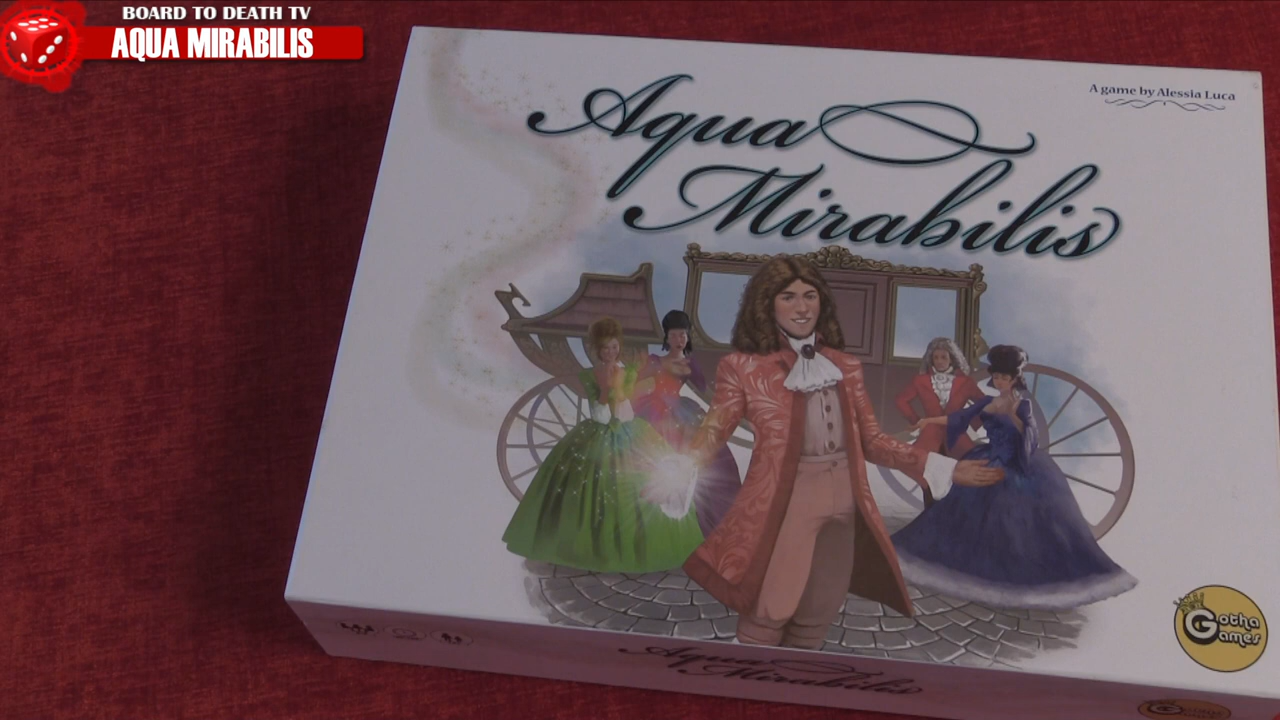 BOARD TO DEATH TV
AQUA MIRABILIS
A game by Alessia Luca
Aqua
Mirabilis
Gotha
Games
Aqua
Mirabilis